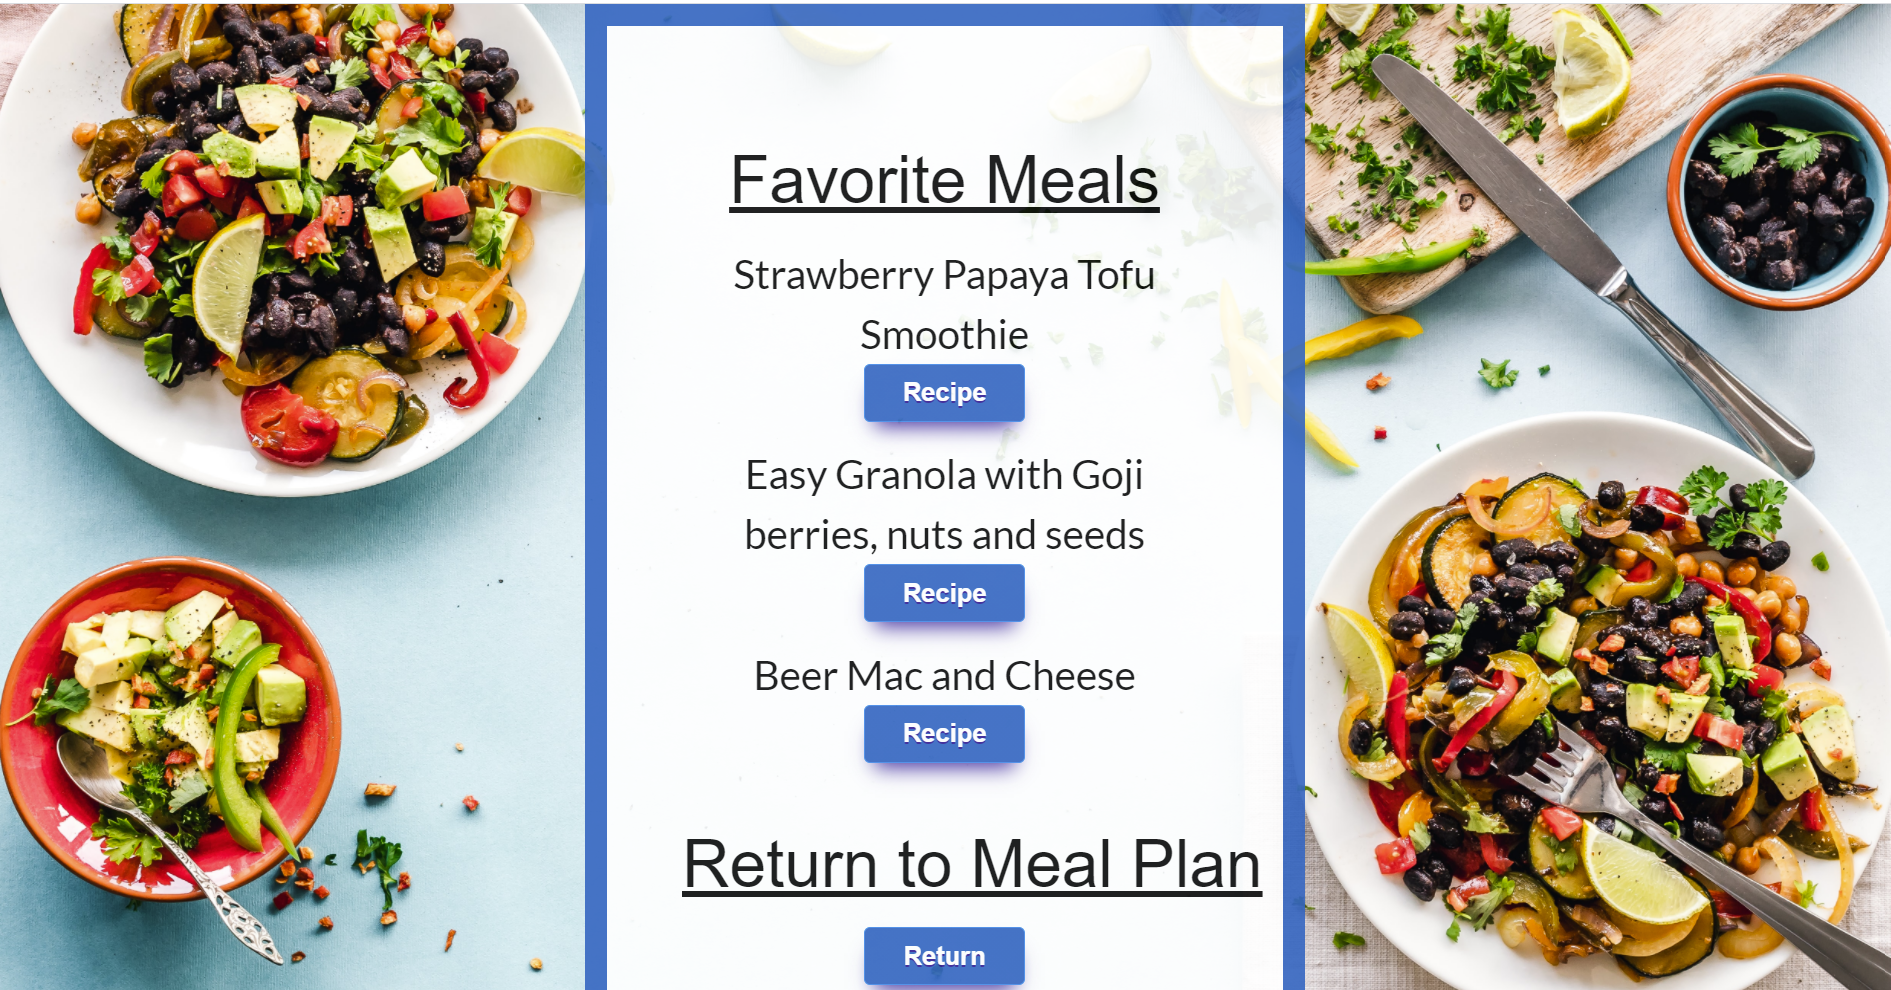 Favorite Meals
Strawberry Papaya Tofu
Smoothie
Recipe
Easy Granola with Goji
berries, nuts and seeds
Recipe
Beer Mac and Cheese
Recipe
Return to Meal Plan
Return